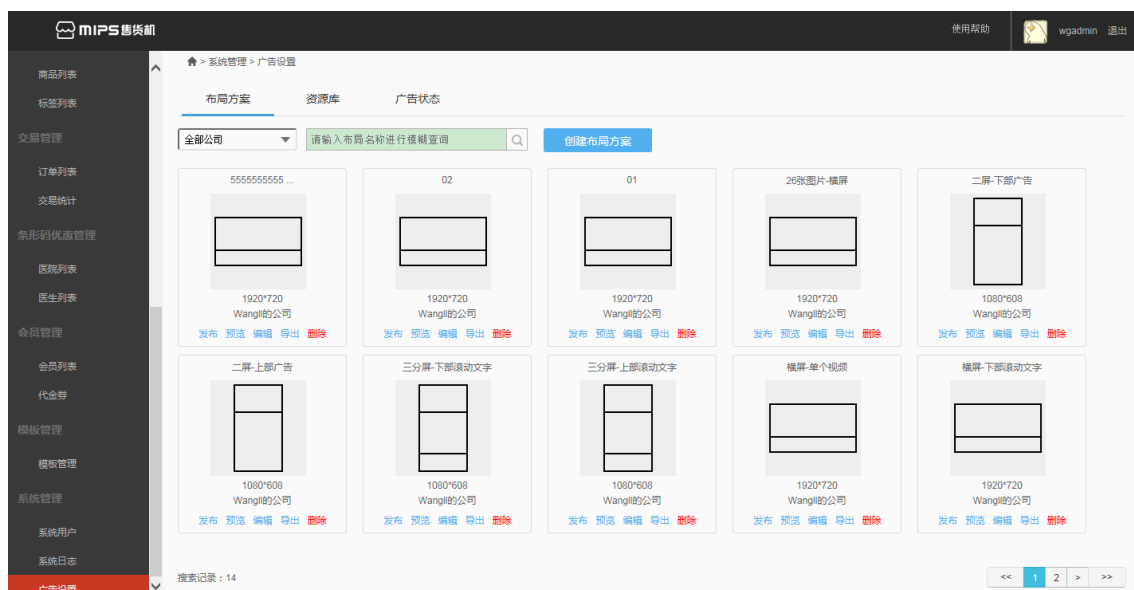 MIPS售货机
使用帮助
wgadmin 退出
商品列表
标签列表
交易管理
订单列表
交易统计
条形码优惠管理
医院列表
医生列表
会员管理
会员列表
代金券
模板管理
模板管理
系统管理
系统用户
系统日志
广告设置
> 系统管理 > 广告设置
布局方案 资源库 广告状态
全部公司 请输入布局名称进行模糊查询 创建布局方案
5555555555 ... 02 01 26张图片-横屏 二屏-下部广告
1920*720 1920*720 1920*720 1920*720 1080*608
Wangll的公司 Wangll的公司 Wangll的公司 Wangll的公司 Wangll的公司
发布 预览 编辑 导出 删除 发布 预览 编辑 导出 删除 发布 预览 编辑 导出 删除 发布 预览 编辑 导出 删除 发布 预览 编辑 导出 删除
二屏-上部广告 三分屏-下部滚动文字 三分屏-上部滚动文字 横屏-单个视频 横屏-下部滚动文字
1080*608 1080*608 1080*608 1920*720 1920*720
Wangll的公司 Wangll的公司 Wangll的公司 Wangll的公司 Wangll的公司
发布 预览 编辑 导出 删除 发布 预览 编辑 导出 删除 发布 预览 编辑 导出 删除 发布 预览 编辑 导出 删除 发布 预览 编辑 导出 删除
搜索记录：14 << 1 2 > >>